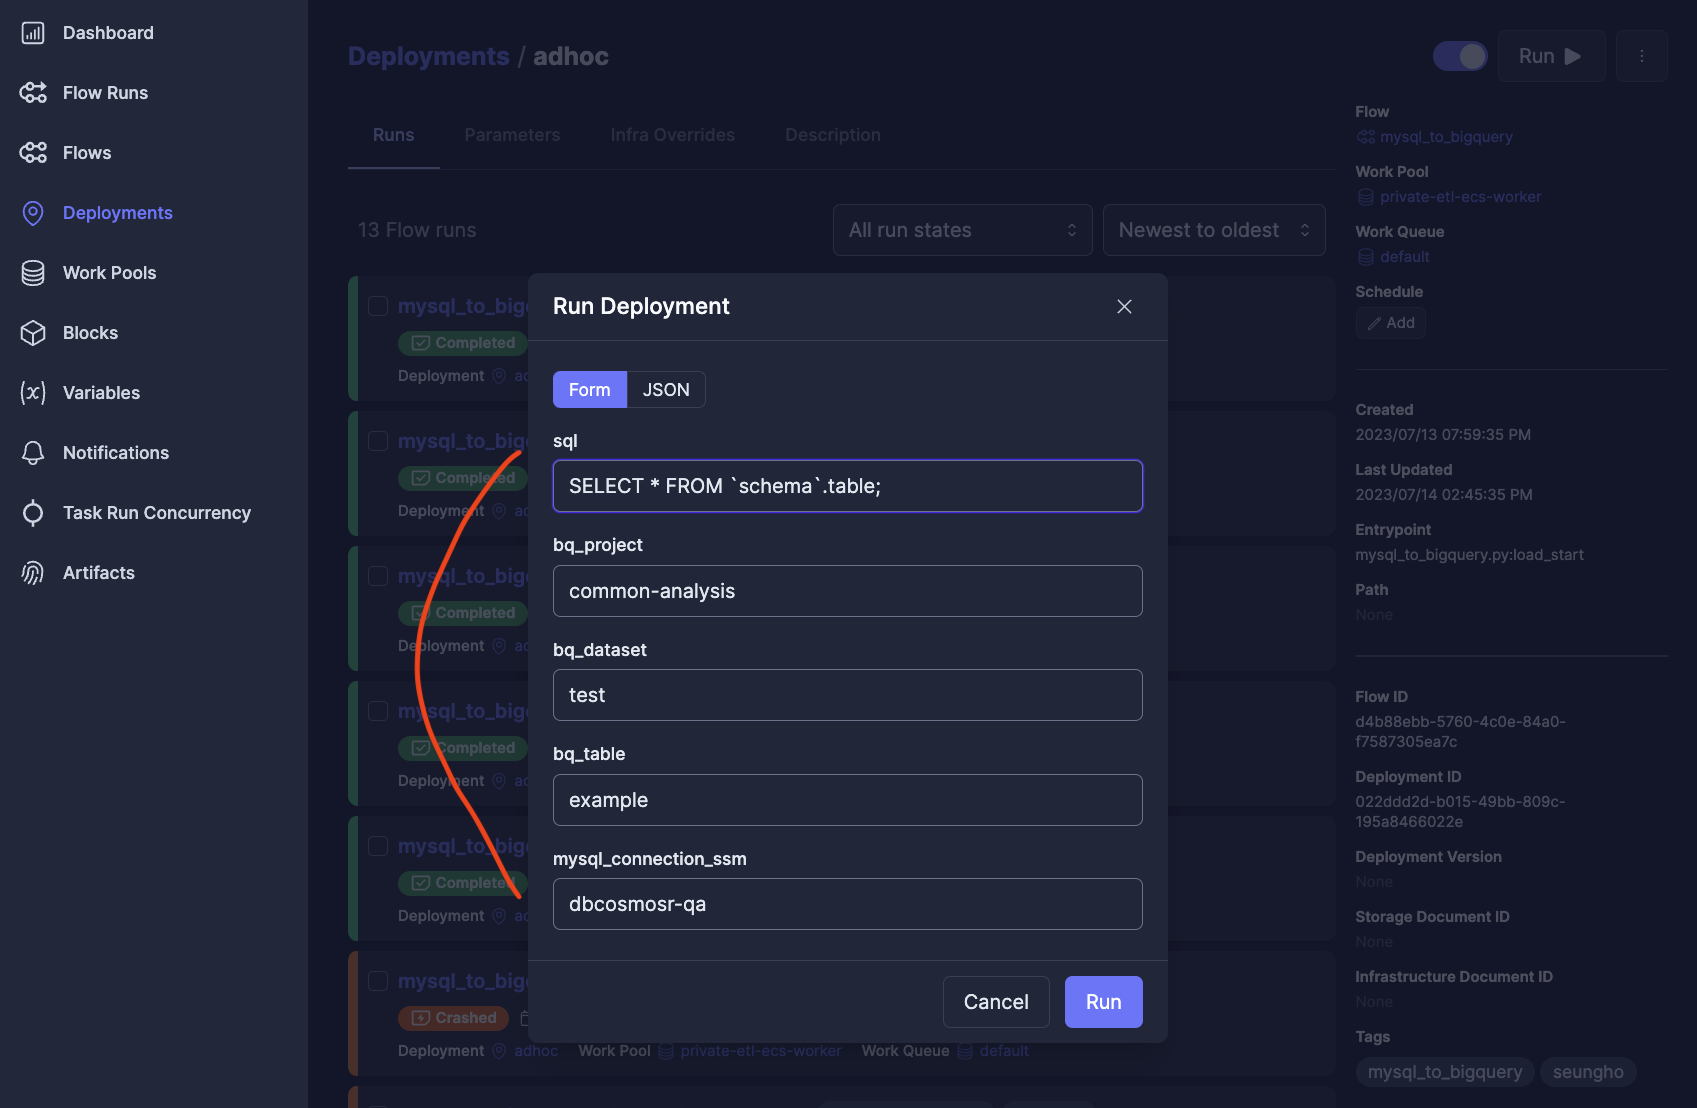 Dashboard
Flow Runs
Flows
Deployments
Work Pools
Blocks
Variables
Notifications
Task Run Concurrency
Artifacts
Deployments / adhoc
Run
Runs
Parameters
Infra Overrides
Description
13 Flow runs
All run states
Newest to oldest
mysql_to_big
Completed
Deployment
mysql_to_big
Completed
Deployment
mysql_to_big
Completed
Deployment
mysql_to_big
Completed
Deployment
mysql_to_big
Completed
Deployment
mysql_to_big
Crashed
Deployment adhoc Work Pool private-etl-ecs-worker Work Queue default
Run Deployment
Form
JSON
sql
SELECT * FROM `schema`.table;
bq_project
common-analysis
bq_dataset
test
bq_table
example
mysql_connection_ssm
dbcosmosr-qa
Cancel
Run
Flow
mysql_to_bigquery
Work Pool
private-etl-ecs-worker
Work Queue
default
Schedule
Add
Created
2023/07/13 07:59:35 PM
Last Updated
2023/07/14 02:45:35 PM
Entrypoint
mysql_to_bigquery.py:load_start
Path
None
Flow ID
d4b88ebb-5760-4c0e-84a0-
f7587305ea7c
Deployment ID
022ddd2d-b015-49bb-809c-
195a8466022e
Deployment Version
None
Storage Document ID
None
Infrastructure Document ID
None
Tags
mysql_to_bigquery
seungho